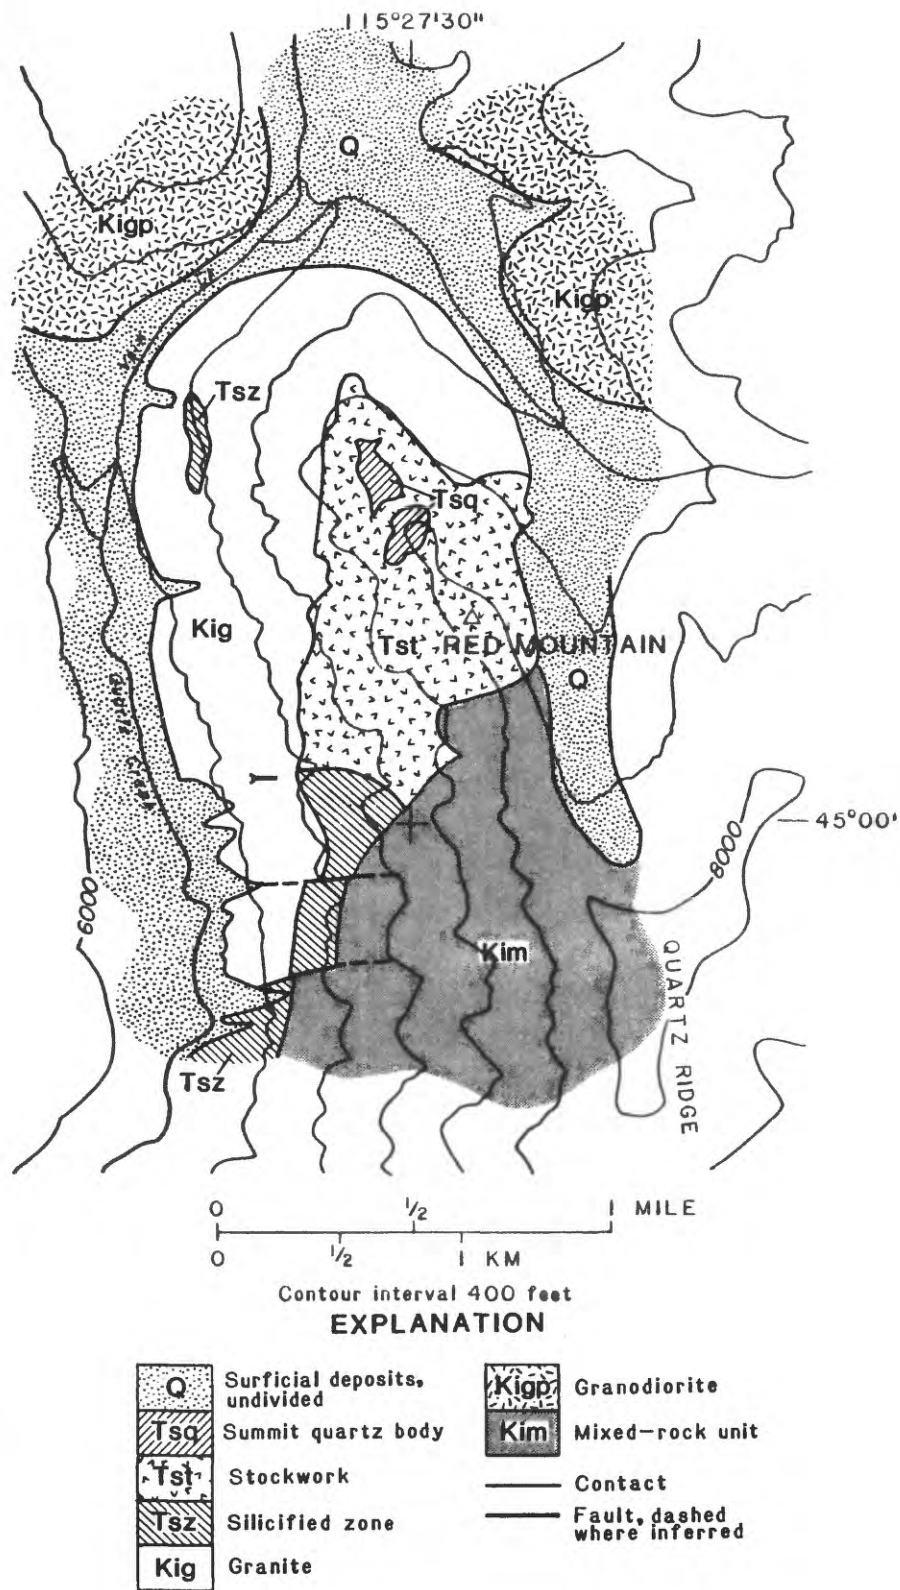 115°27'30"
Q
Kigp
Kigp
Tsz
Tsq
Kig
Tst
RED MOUNTAIN
Q
Quartz Creek
45°00'
8000
6000
Kim
QUARTZ RIDGE
Tsz
0 1/2 1 MILE
0 1/2 1 KM
Contour interval 400 feet
EXPLANATION
Q Surficial deposits, undivided
Tsq Summit quartz body
Tst Stockwork
Tsz Silicified zone
Kig Granite
Kigp Granodiorite
Kim Mixed-rock unit
Contact
Fault, dashed
where inferred